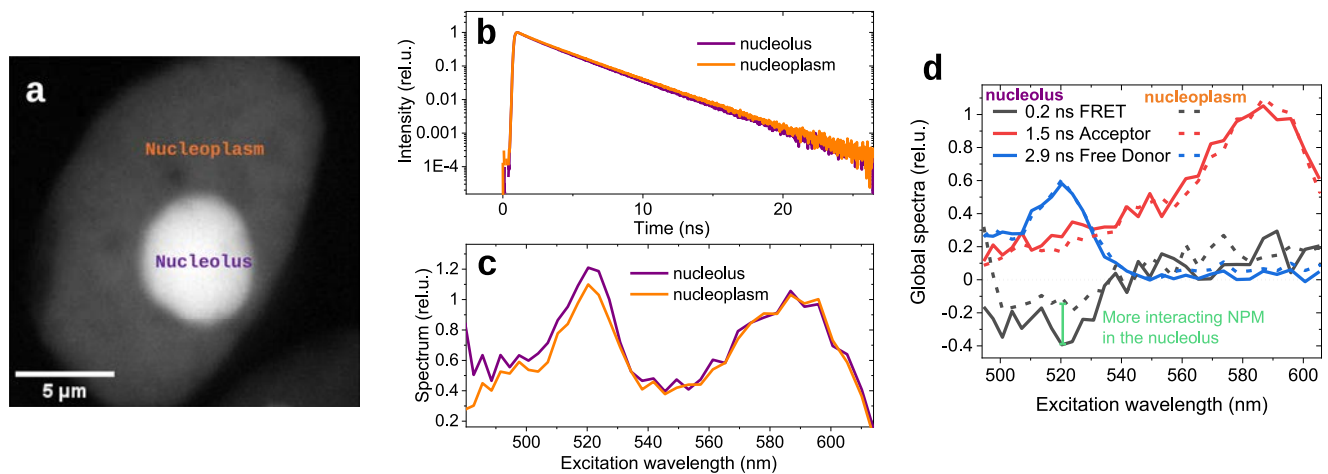 a
Nucleoplasm
Nucleolus
5 µm
b
nucleolus
nucleoplasm
Intensity (rel.u.)
1
0.1
0.01
0.001
1E-4
0
10
20
Time (ns)
c
nucleolus
nucleoplasm
Spectrum (rel.u.)
1.2
1.0
0.8
0.6
0.4
0.2
500
520
540
560
580
600
Excitation wavelength (nm)
d
nucleolus
nucleoplasm
0.2 ns FRET
1.5 ns Acceptor
2.9 ns Free Donor
Global spectra (rel.u.)
1
0.8
0.6
0.4
0.2
0
-0.2
-0.4
More interacting NPM
in the nucleolus
500
520
540
560
580
600
Excitation wavelength (nm)